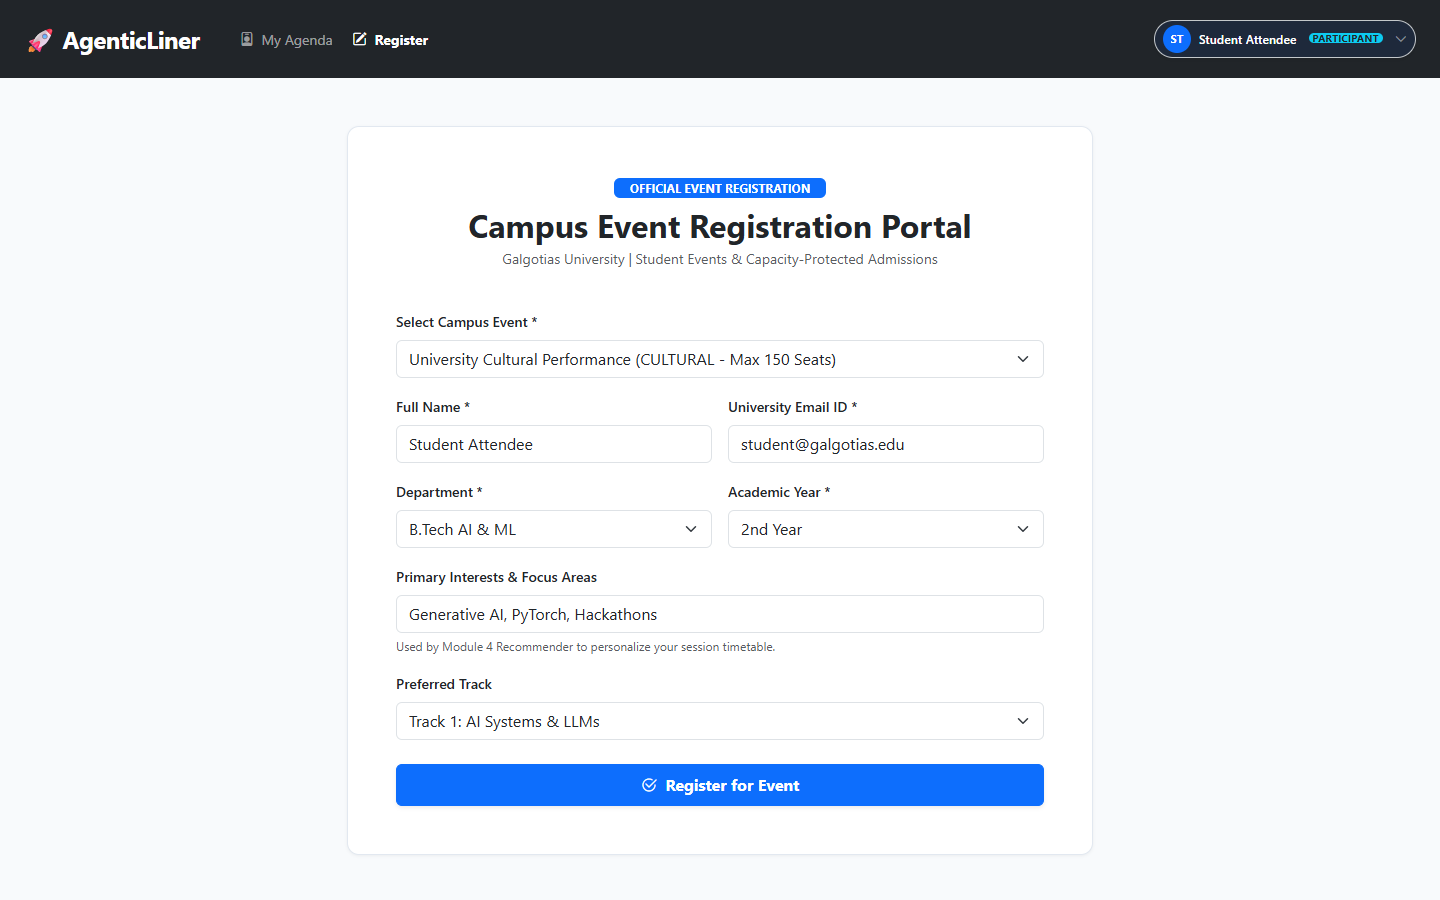 AgenticLiner
My Agenda
Register
ST
Student Attendee
PARTICIPANT
OFFICIAL EVENT REGISTRATION
Campus Event Registration Portal
Galgotias University | Student Events & Capacity-Protected Admissions
Select Campus Event *
University Cultural Performance (CULTURAL - Max 150 Seats)
Full Name *
University Email ID *
Student Attendee
student@galgotias.edu
Department *
Academic Year *
B.Tech AI & ML
2nd Year
Primary Interests & Focus Areas
Generative AI, PyTorch, Hackathons
Used by Module 4 Recommender to personalize your session timetable.
Preferred Track
Track 1: AI Systems & LLMs
Register for Event